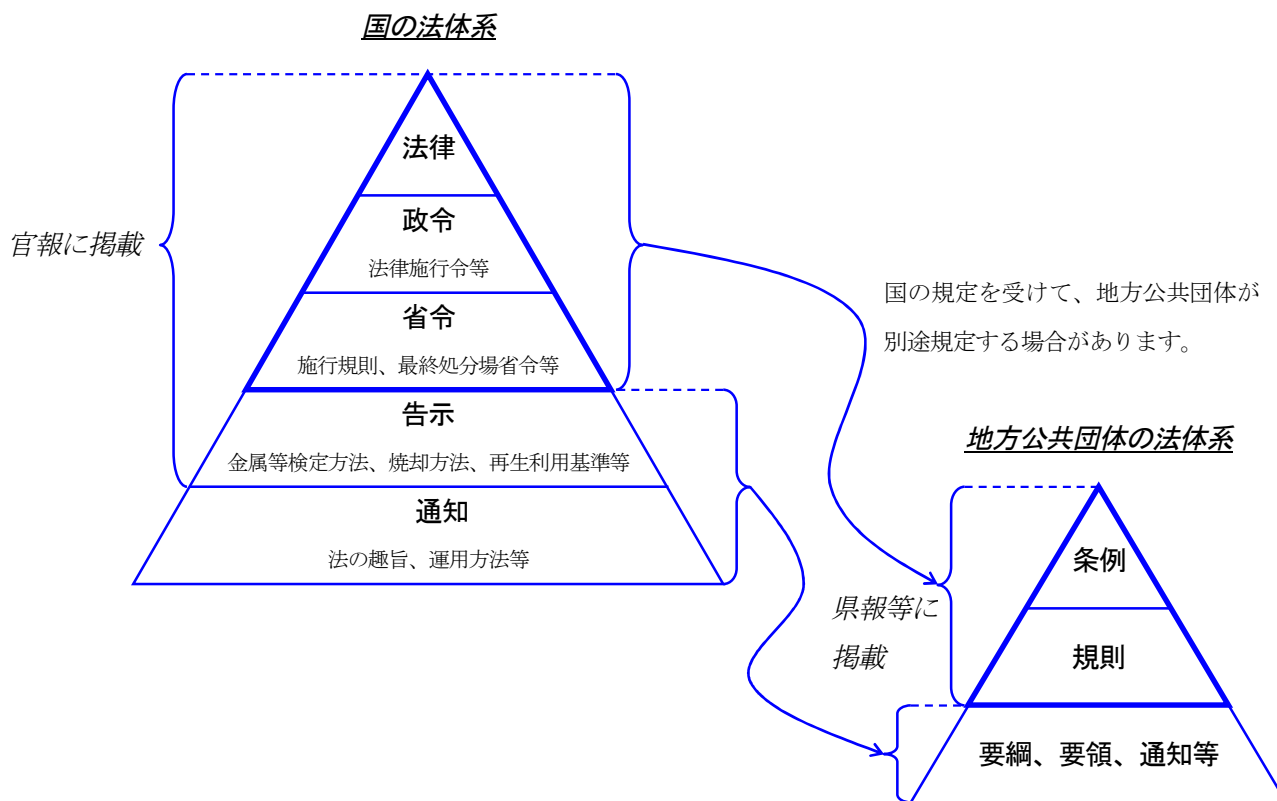 国の法体系
法律
政令
法律施行令等
省令
施行規則、最終処分場省令等
告示
金属等検定方法、焼却方法、再生利用基準等
通知
法の趣旨、運用方法等
官報に掲載
国の規定を受けて、地方公共団体が
別途規定する場合があります。
地方公共団体の法体系
条例
規則
要綱、要領、通知等
県報等に
掲載